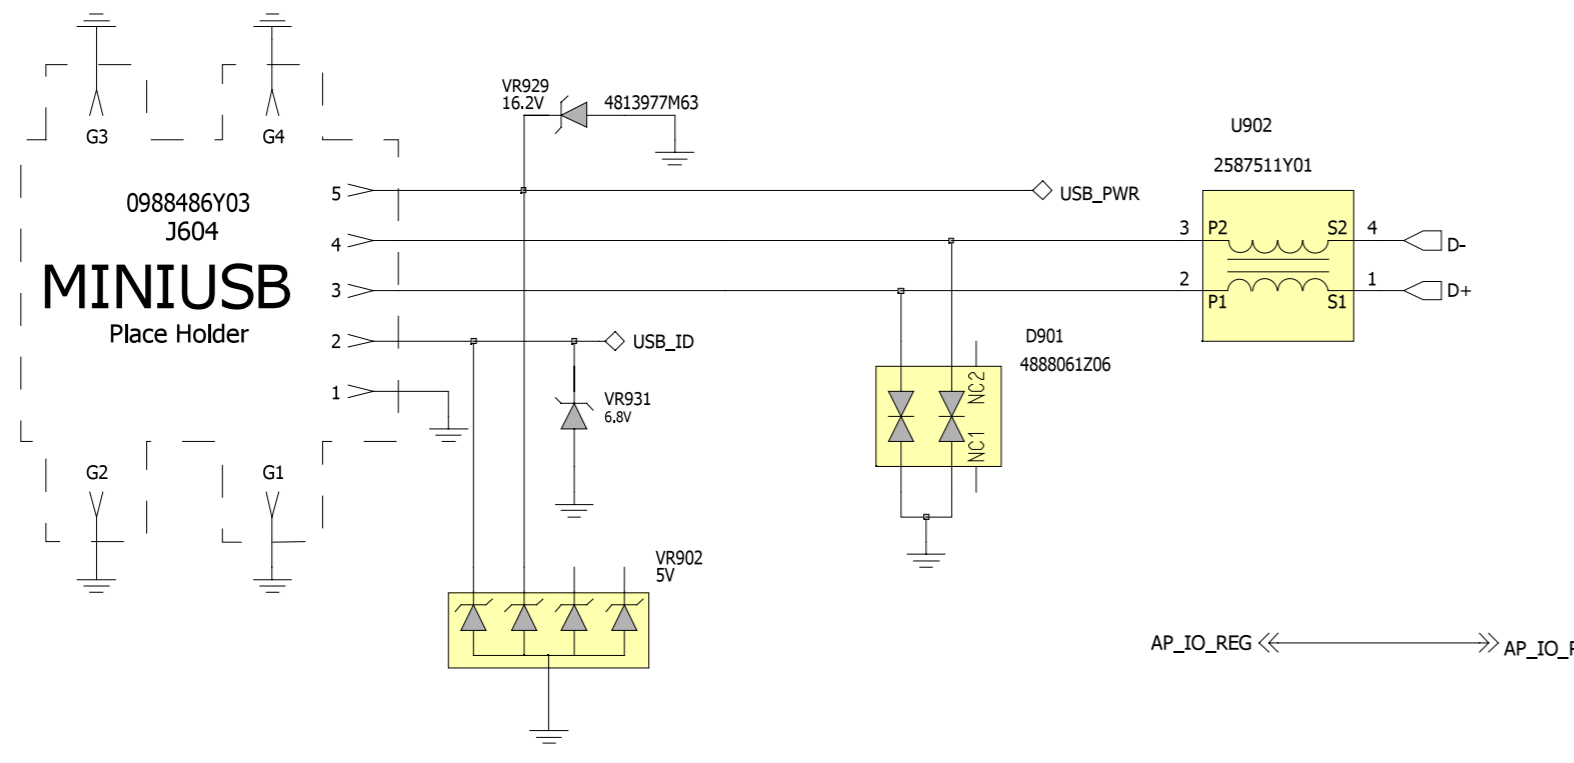 G3
G4
VR929
16.2V
4813977M63
U902
2587511Y01
0988486Y03
J604
MINIUSB
Place Holder
5
USB_PWR
4
3
P2
S2
4
D-
3
2
P1
S1
1
D+
2
USB_ID
D901
4888061Z06
NC2
NC1
1
VR931
6.8V
G2
G1
VR902
5V
AP_IO_REG
AP_IO_